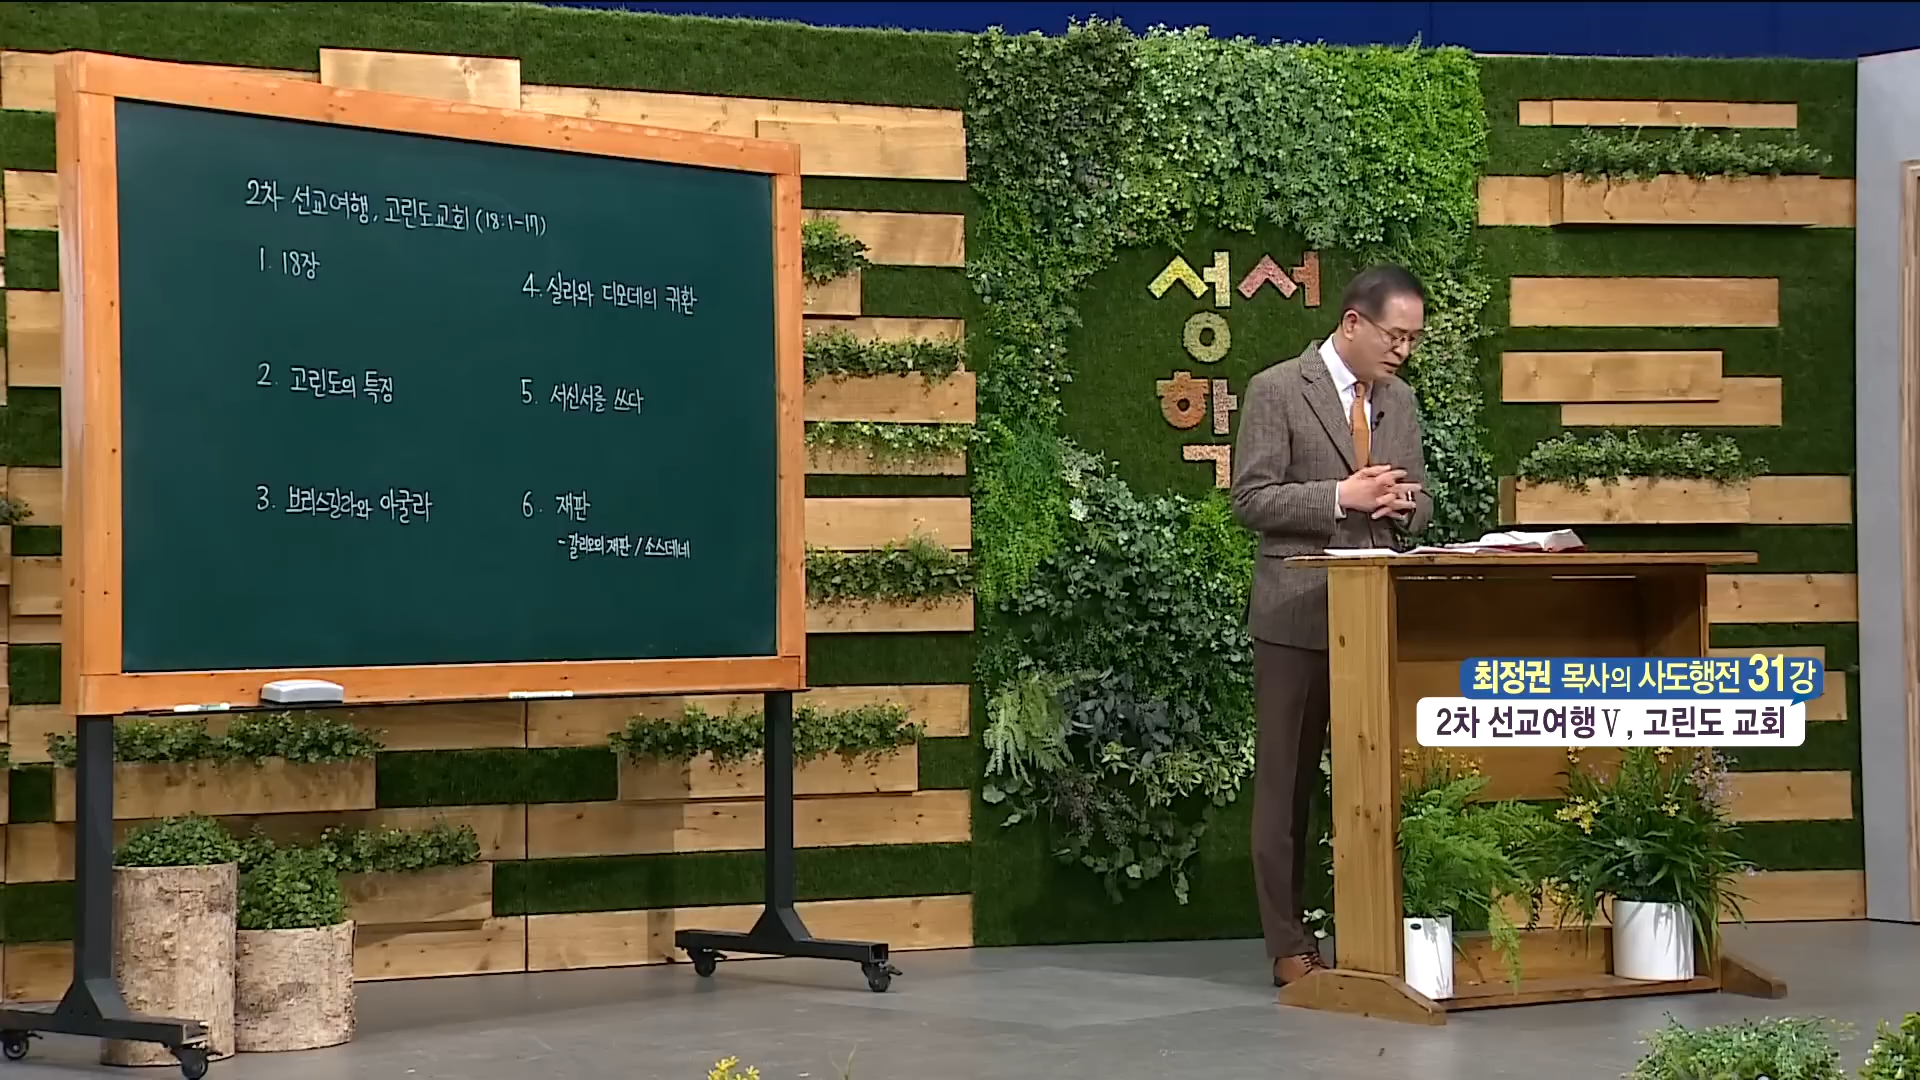 2차 선교여행, 고린도교회 (18:1-17)
1. 18장
2. 고린도의 특징
3. 브리스길라와 아굴라
4. 실라와 디모데의 귀환
5. 서신서를 쓰다
6. 재판
- 갈리오의 재판 / 소스데네
성서
학
최정권 목사의 사도행전 31강
2차 선교여행Ⅴ, 고린도 교회